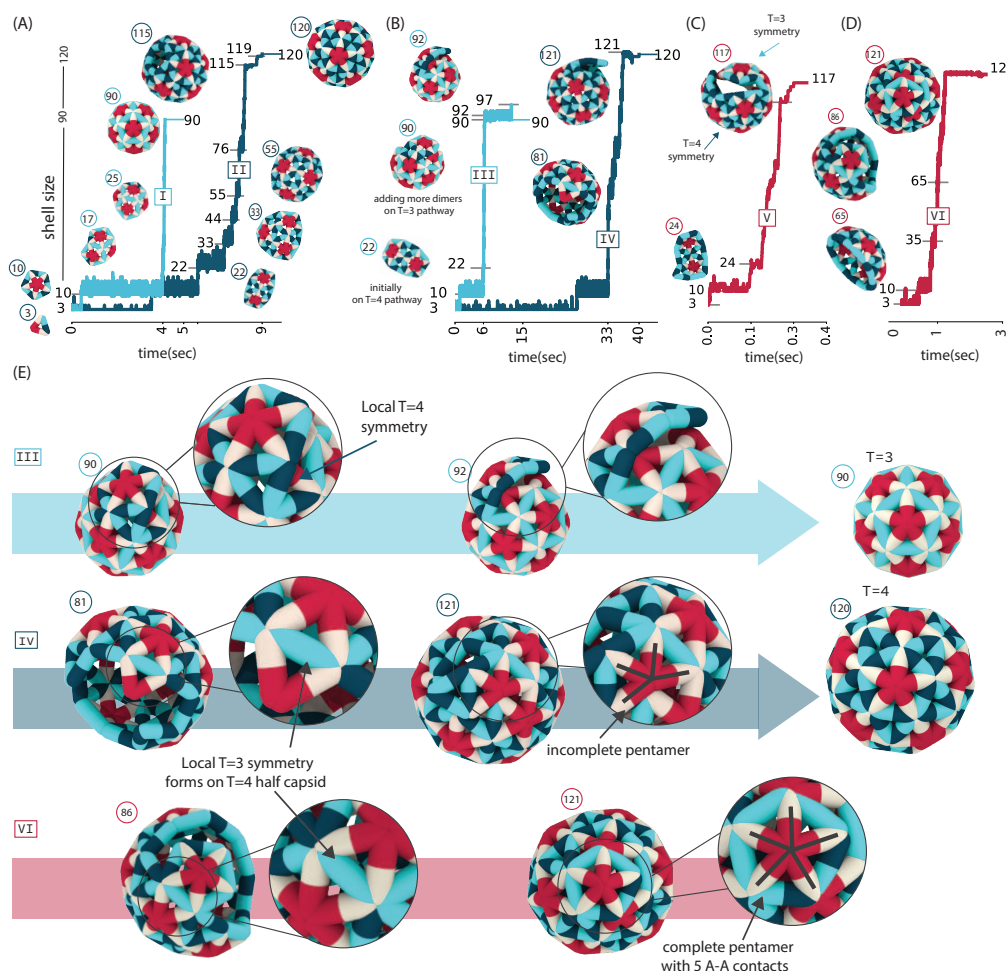 (A)
115
119
120
120
115
120
90
90
90
shell size
76
II
55
I
25
55
55
44
17
33
33
10
22
22
10
3
3
0
4
5
9
time(sec)
(B)
92
121
121
120
97
92
90
90
90
81
III
adding more dimers
on T=3 pathway
IV
22
22
initially
on T4 pathway
10
3
0
6
15
33
40
time(sec)
(C)
T=3
symmetry
117
117
T=4
symmetry
V
24
24
10
3
0.0
0.1
0.2
0.3
time(sec)
(D)
121
12
86
65
VI
65
35
10
3
0
1
3
time(sec)
(E)
Local T=4
symmetry
III
90
92
90
T=3
81
121
T=4
120
IV
incomplete pentamer
Local T=3 symmetry
forms on T=4 half capsid
86
121
VI
complete pentamer
with 5 A-A contacts